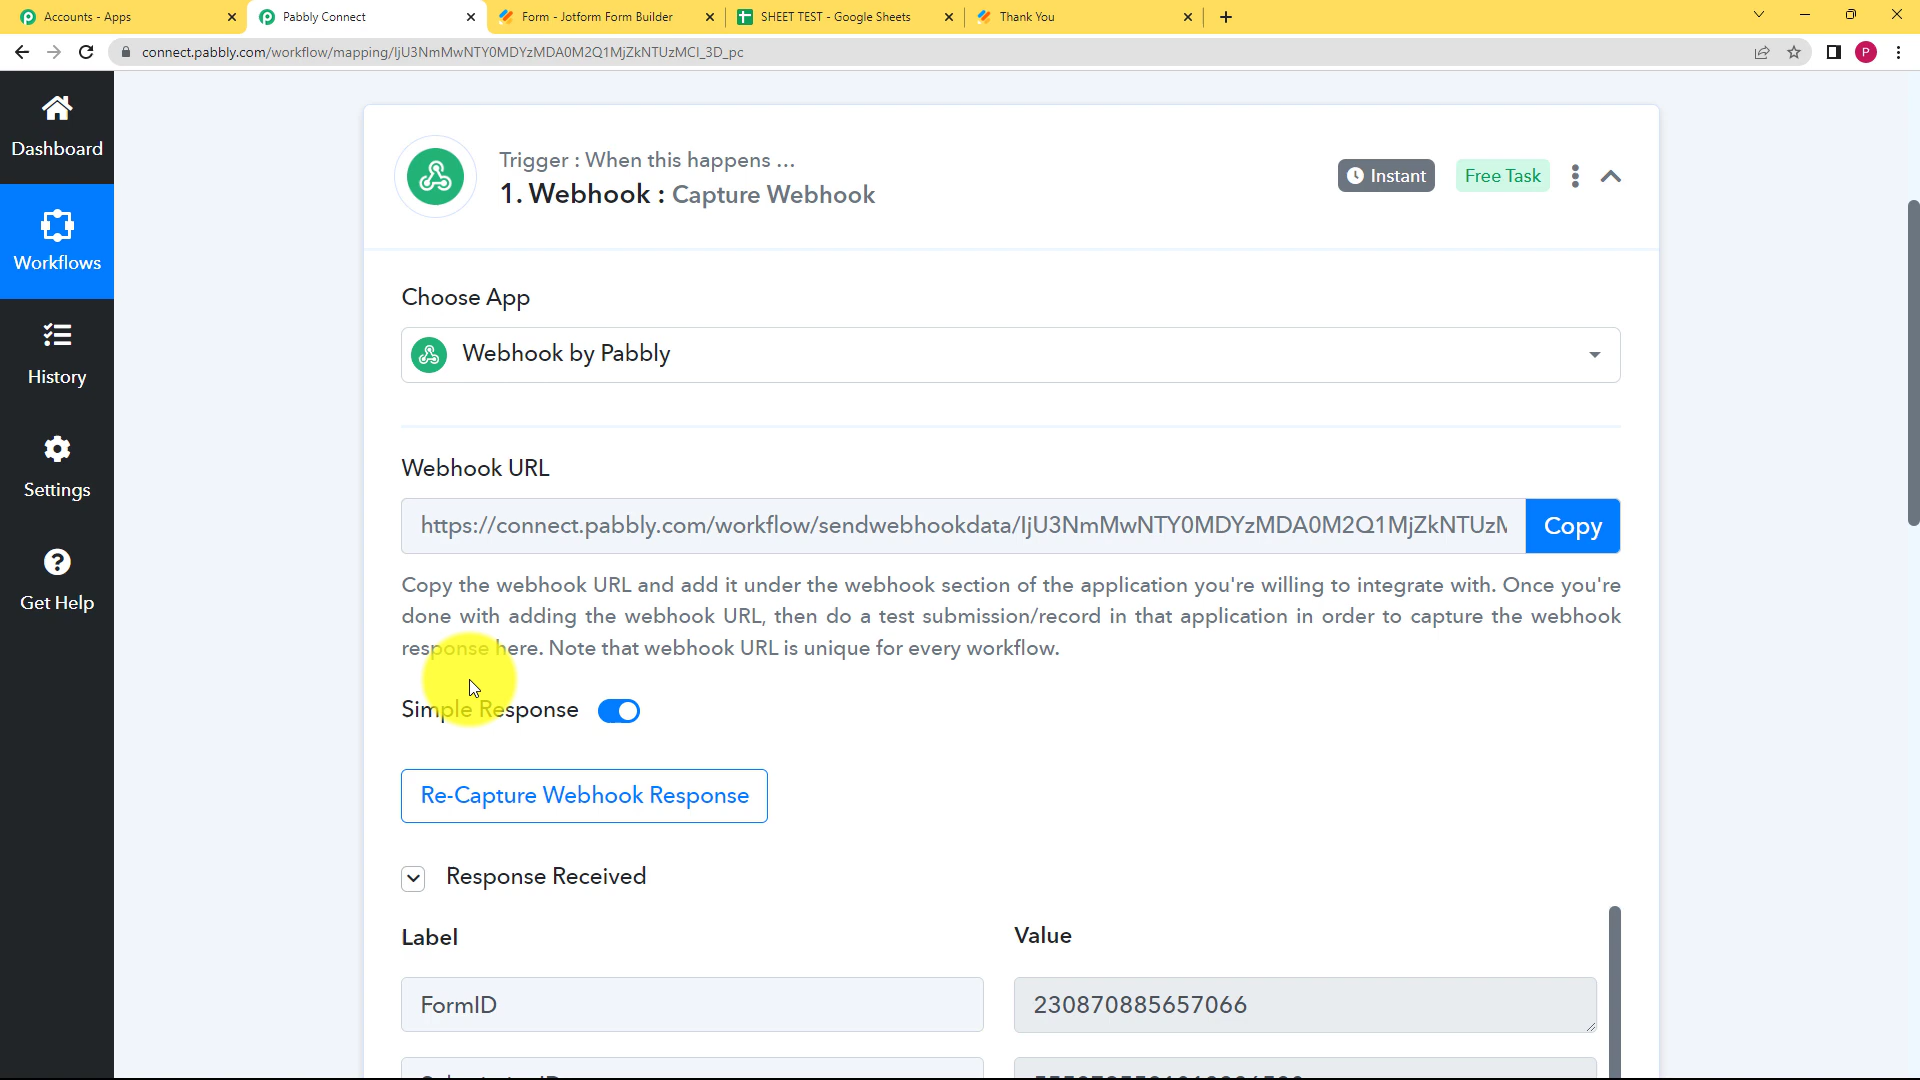 Accounts - Apps
Pabbly Connect
Form - Jotform Form Builder
SHEET TEST - Google Sheets
Thank You
connect.pabbly.com/workflow/mapping/IjU3NmMwNTY0MDYzMDA0M2Q1MjZkNTUzMCI_3D_pc
P
Dashboard
Workflows
History
Settings
Get Help
Trigger : When this happens ...
1. Webhook : Capture Webhook
Instant
Free Task
Choose App
Webhook by Pabbly
Webhook URL
https://connect.pabbly.com/workflow/sendwebhookdata/IjU3NmMwNTY0MDYzMDA0M2Q1MjZkNTUzM
Copy
Copy the webhook URL and add it under the webhook section of the application you're willing to integrate with. Once you're
done with adding the webhook URL, then do a test submission/record in that application in order to capture the webhook
response here. Note that webhook URL is unique for every workflow.
Simple Response
Re-Capture Webhook Response
Response Received
Label
Value
FormID
230870885657066